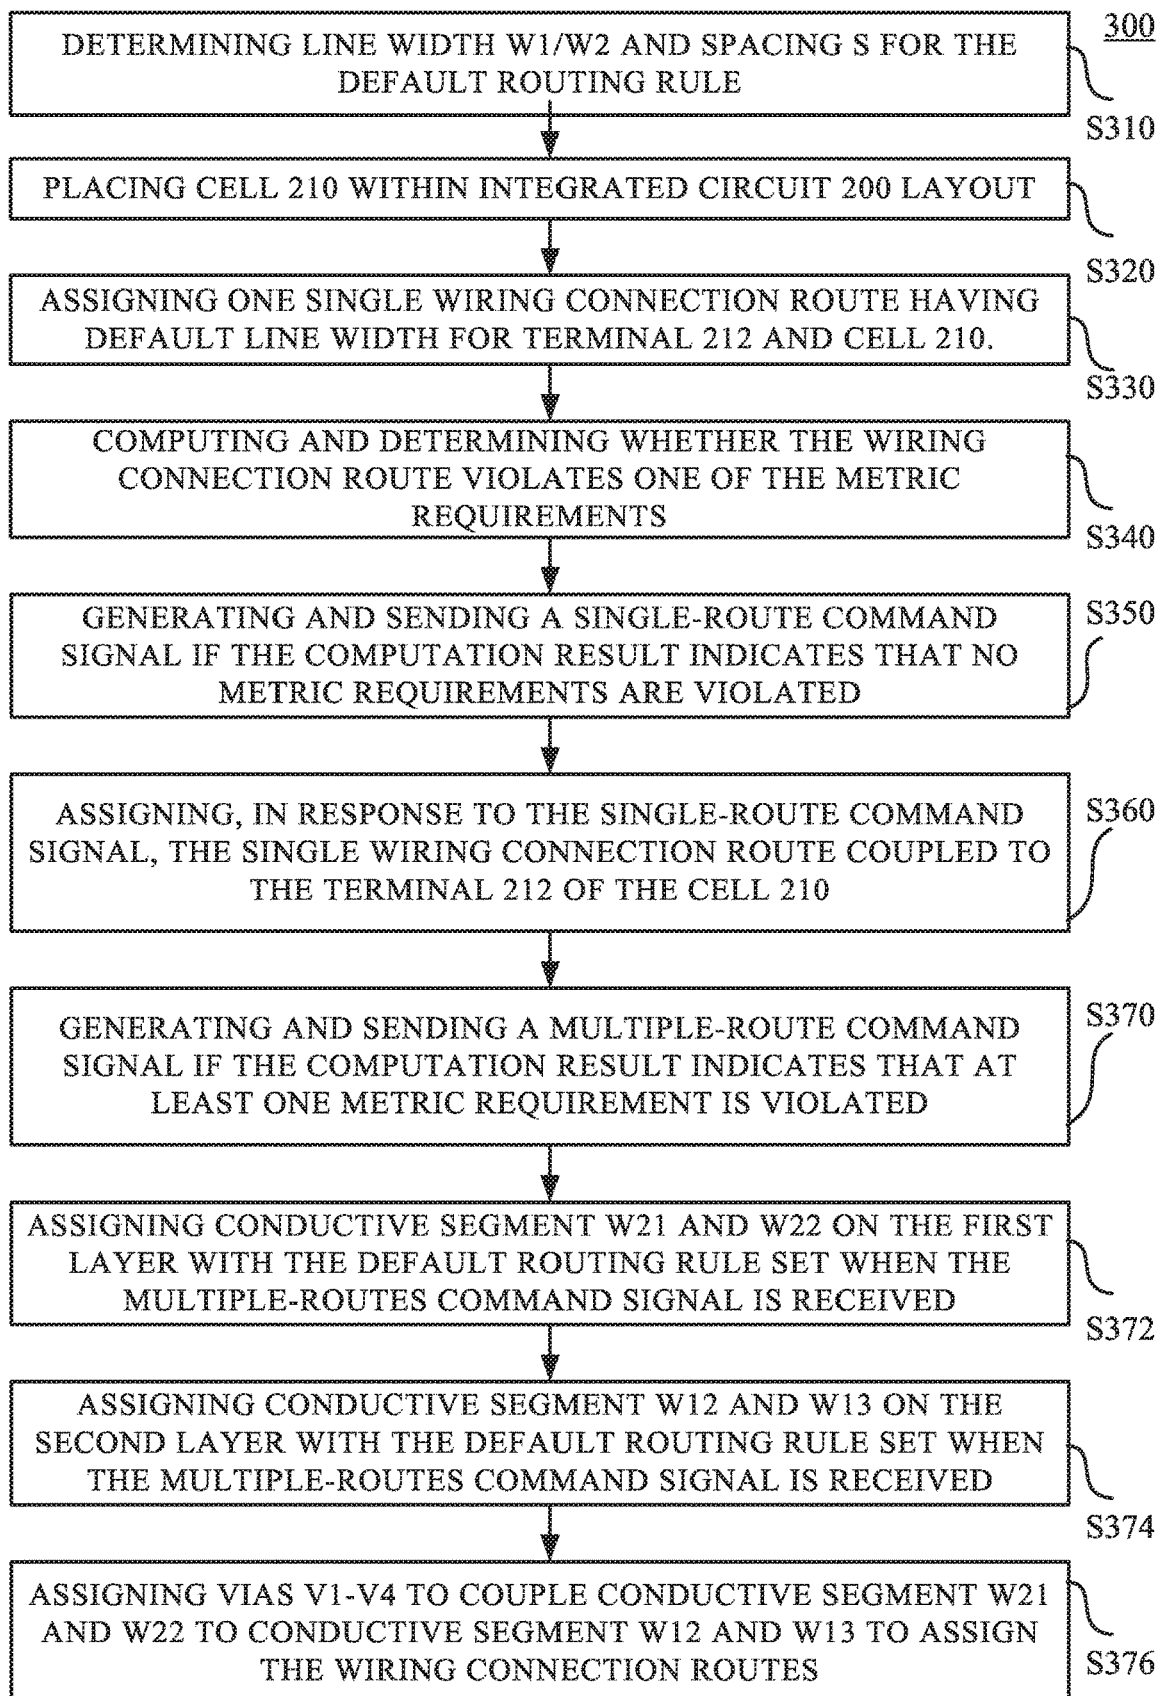 300
DETERMINING LINE WIDTH W1/W2 AND SPACING S FOR THE
DEFAULT ROUTING RULE
S310
PLACING CELL 210 WITHIN INTEGRATED CIRCUIT 200 LAYOUT
S320
ASSIGNING ONE SINGLE WIRING CONNECTION ROUTE HAVING
DEFAULT LINE WIDTH FOR TERMINAL 212 AND CELL 210.
S330
COMPUTING AND DETERMINING WHETHER THE WIRING
CONNECTION ROUTE VIOLATES ONE OF THE METRIC
REQUIREMENTS
S340
GENERATING AND SENDING A SINGLE-ROUTE COMMAND
SIGNAL IF THE COMPUTATION RESULT INDICATES THAT NO
METRIC REQUIREMENTS ARE VIOLATED
S350
ASSIGNING, IN RESPONSE TO THE SINGLE-ROUTE COMMAND
SIGNAL, THE SINGLE WIRING CONNECTION ROUTE COUPLED TO
THE TERMINAL 212 OF THE CELL 210
S360
GENERATING AND SENDING A MULTIPLE-ROUTE COMMAND
SIGNAL IF THE COMPUTATION RESULT INDICATES THAT AT
LEAST ONE METRIC REQUIREMENT IS VIOLATED
S370
ASSIGNING CONDUCTIVE SEGMENT W21 AND W22 ON THE FIRST
LAYER WITH THE DEFAULT ROUTING RULE SET WHEN THE
MULTIPLE-ROUTES COMMAND SIGNAL IS RECEIVED
S372
ASSIGNING CONDUCTIVE SEGMENT W12 AND W13 ON THE
SECOND LAYER WITH THE DEFAULT ROUTING RULE SET WHEN
THE MULTIPLE-ROUTES COMMAND SIGNAL IS RECEIVED
S374
ASSIGNING VIAS V1-V4 TO COUPLE CONDUCTIVE SEGMENT W21
AND W22 TO CONDUCTIVE SEGMENT W12 AND W13 TO ASSIGN
THE WIRING CONNECTION ROUTES
S376